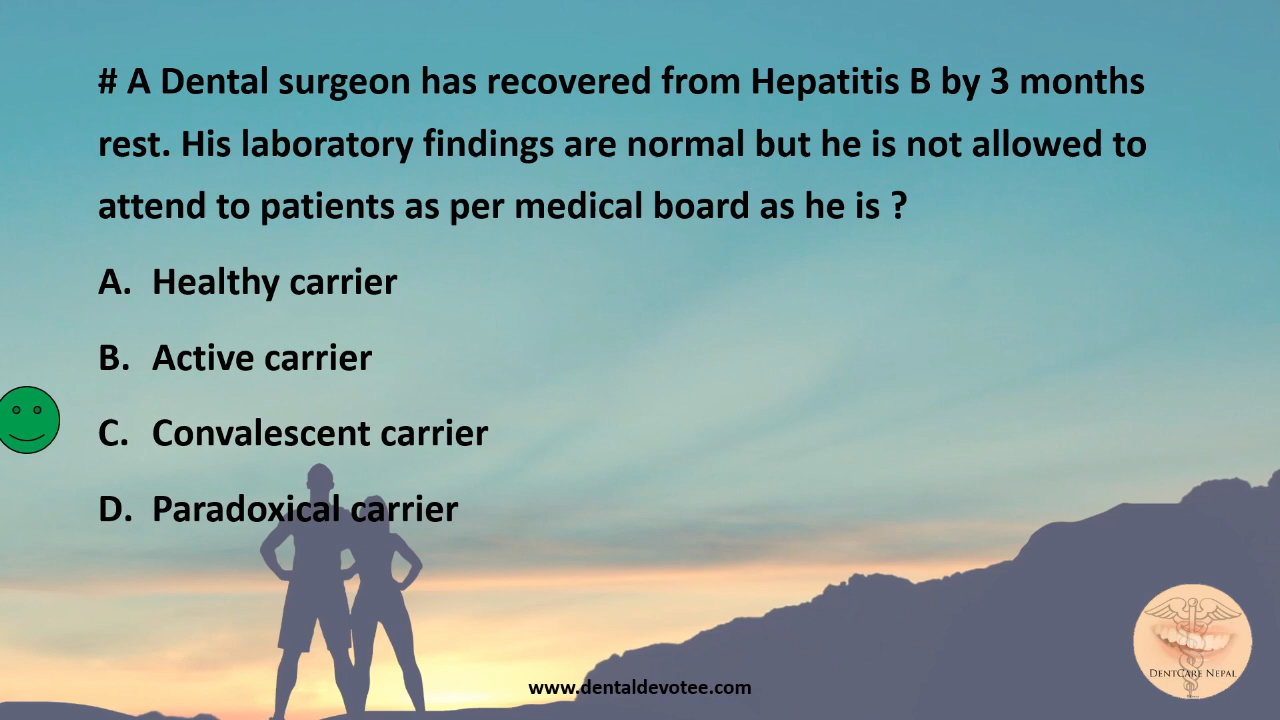 # A Dental surgeon has recovered from Hepatitis B by 3 months
rest. His laboratory findings are normal but he is not allowed to
attend to patients as per medical board as he is ?
A. Healthy carrier
B. Active carrier
C. Convalescent carrier
D. Paradoxical carrier
DENTCARE NEPAL
www.dentaldevotee.com